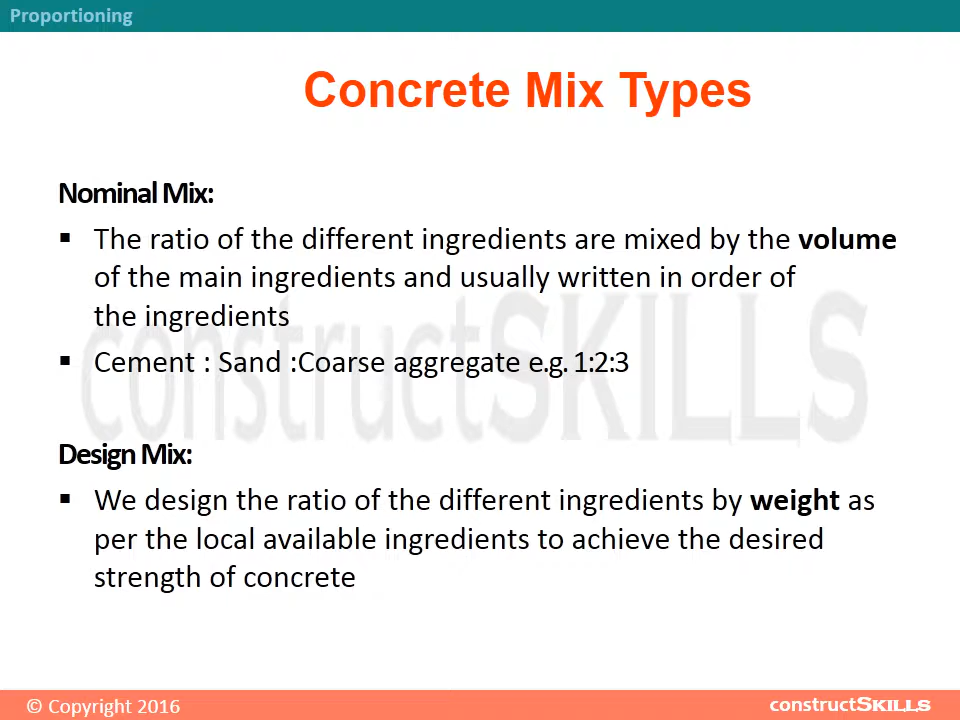 Proportioning
Concrete Mix Types
Nominal Mix:
▪ The ratio of the different ingredients are mixed by the volume
of the main ingredients and usually written in order of
the ingredients
▪ Cement : Sand :Coarse aggregate e.g. 1:2:3
constructSKILLS
Design Mix:
▪ We design the ratio of the different ingredients by weight as
per the local available ingredients to achieve the desired
strength of concrete
© Copyright 2016
constructSKILLS